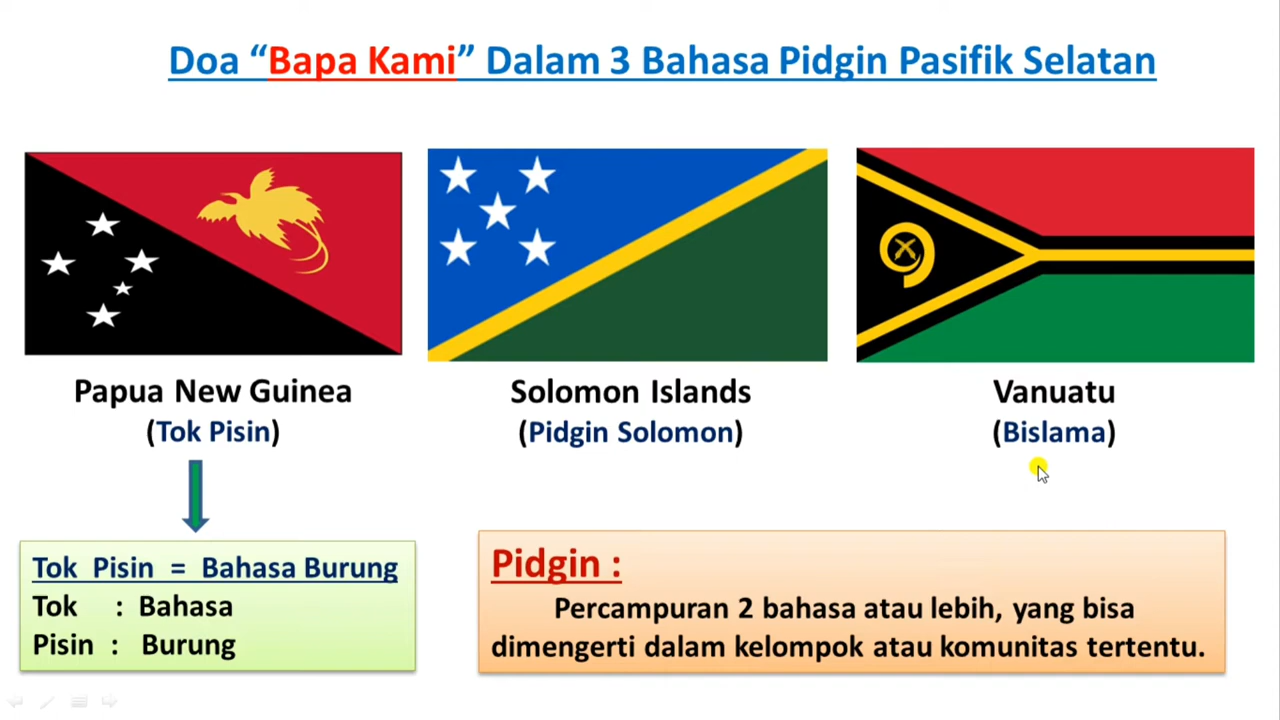 Doa “Bapa Kami” Dalam 3 Bahasa Pidgin Pasifik Selatan
Papua New Guinea
(Tok Pisin)
Solomon Islands
(Pidgin Solomon)
Vanuatu
(Bislama)
Tok Pisin = Bahasa Burung
Tok : Bahasa
Pisin : Burung
Pidgin :
Percampuran 2 bahasa atau lebih, yang bisa
dimengerti dalam kelompok atau komunitas tertentu.